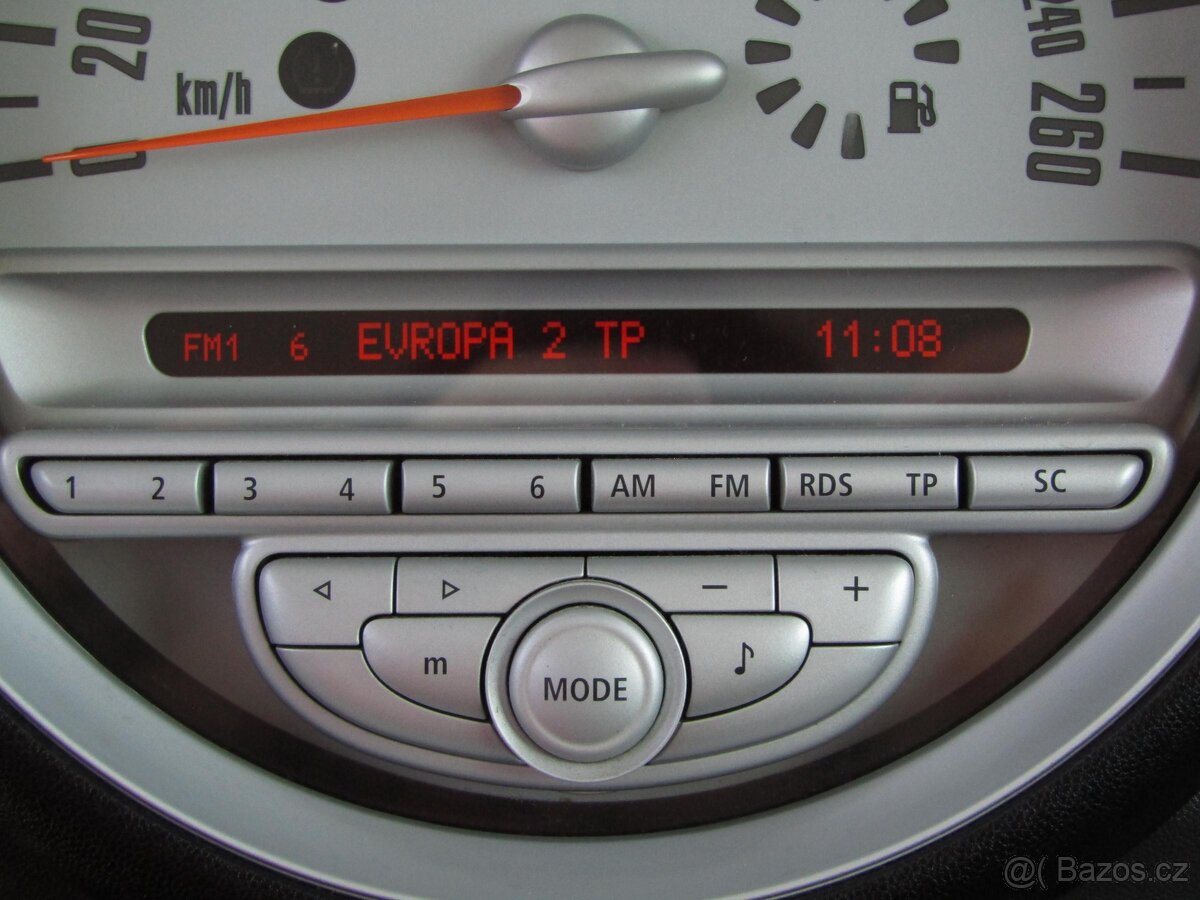 20
240
km/h
260
0
FM1 6 EVROPA 2 TP 11:08
1 2 3 4 5 6 AM FM RDS TP SC
− +
m MODE
@( Bazos.cz